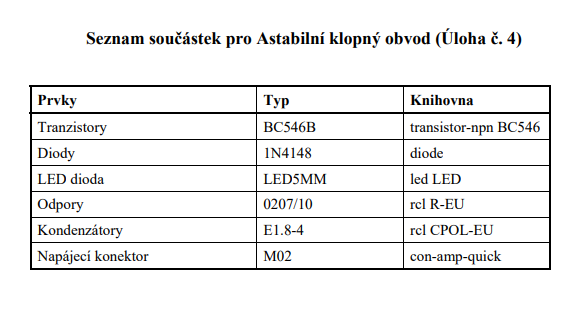 Seznam součástek pro Astabilní klopný obvod (Úloha č. 4)
Prvky Typ Knihovna
Tranzistory BC546B transistor-npn BC546
Diody 1N4148 diode
LED dioda LED5MM led LED
Odpory 0207/10 rcl R-EU
Kondenzátory E1.8-4 rcl CPOL-EU
Napájecí konektor M02 con-amp-quick